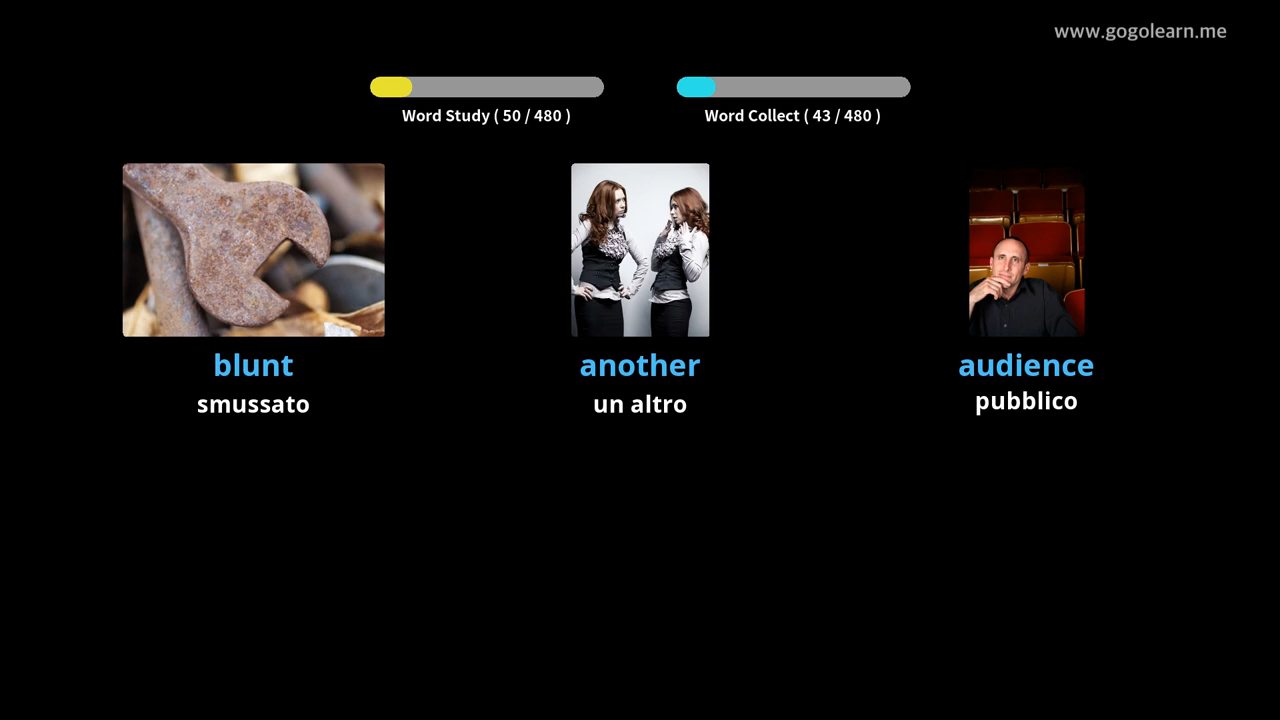 www.gogolearn.me
Word Study ( 50 / 480 )
Word Collect ( 43 / 480 )
blunt
smussato
another
un altro
audience
pubblico